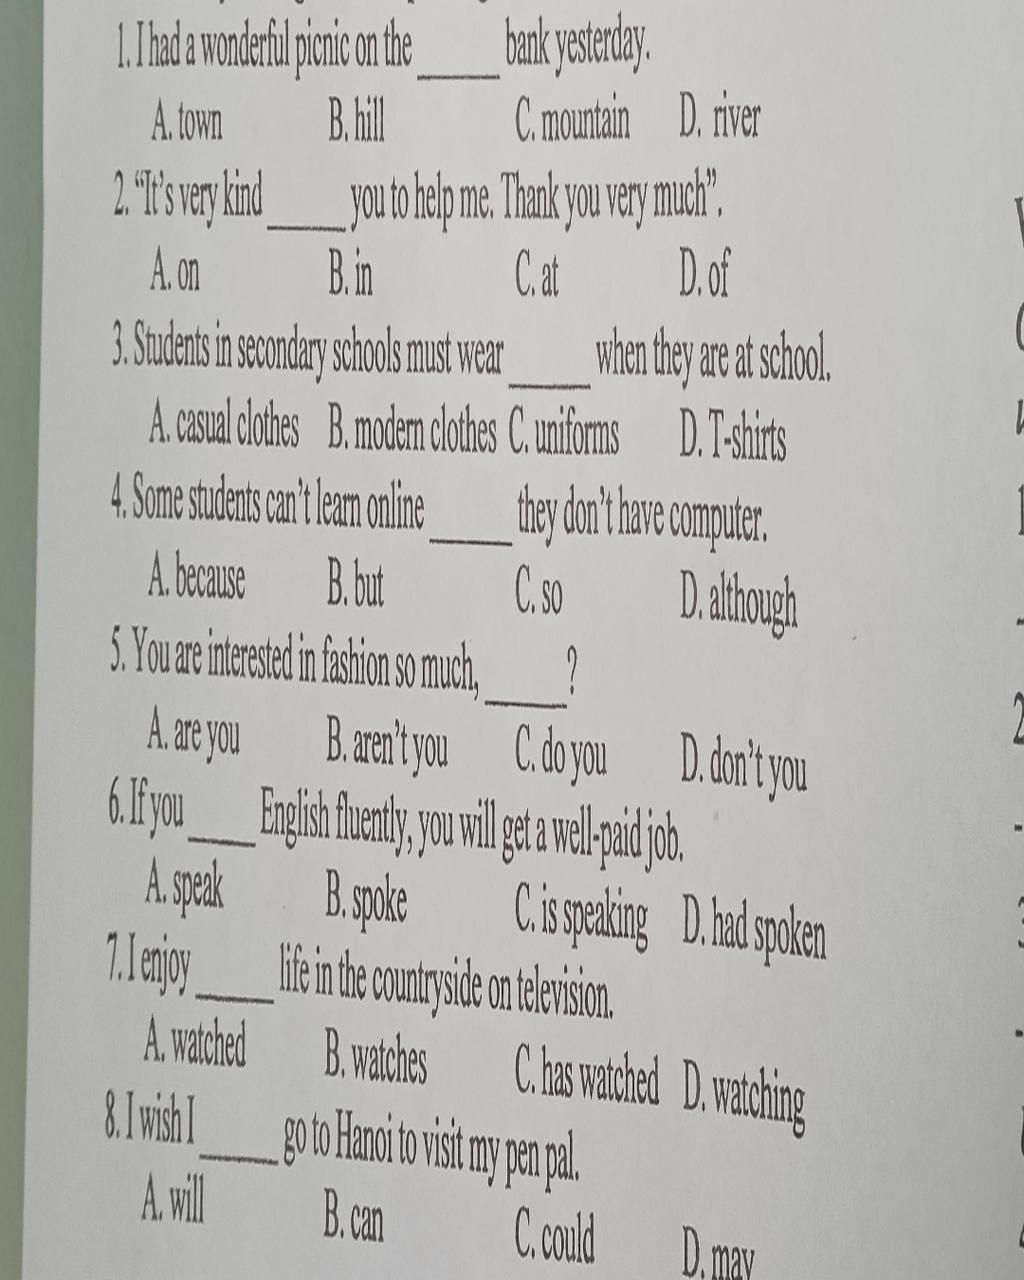 1. I had a wonderful picnic on the _____ bank yesterday.
A. town B. hill C. mountain D. river
2. “It’s very kind _____ you to help me. Thank you very much”.
A. on B. in C. at D. of
3. Students in secondary schools must wear _____ when they are at school.
A. casual clothes B. modern clothes C. uniforms D. T-shirts
4. Some students can’t learn online _____ they don’t have computer.
A. because B. but C. so D. although
5. You are interested in fashion so much, _____?
A. are you B. aren’t you C. do you D. don’t you
6. If you _____ English fluently, you will get a well-paid job.
A. speak B. spoke C. is speaking D. had spoken
7. I enjoy _____ life in the countryside on television.
A. watched B. watches C. has watched D. watching
8. I wish I _____ go to Hanoi to visit my pen pal.
A. will B. can C. could D. may